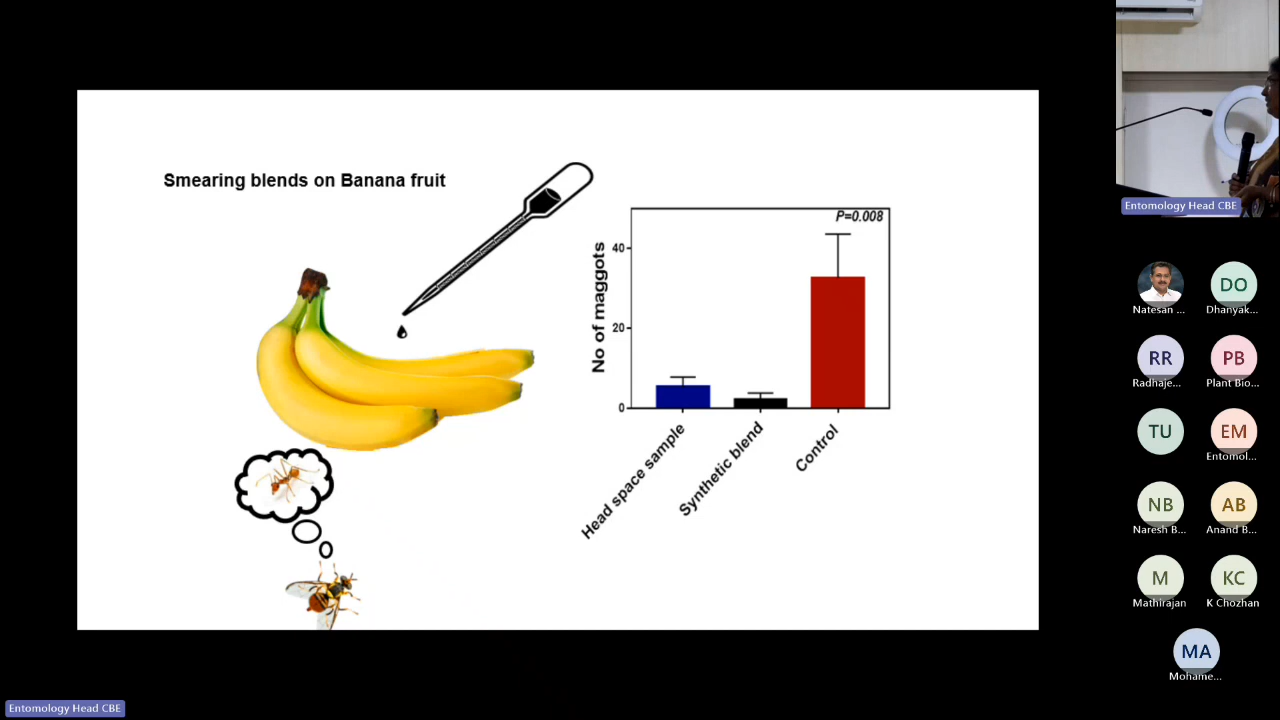 Smearing blends on Banana fruit
P=0.008
No of maggots
40
20
0
Head space sample
Synthetic blend
Control
Entomology Head CBE
Natesan ...
DO
Dhanyak...
RR
Radhaje...
PB
Plant Bio...
TU
EM
Entomol...
NB
Naresh B...
AB
Anand B...
M
Mathirajan
KC
K Chozhan
MA
Mohame...
Entomology Head CBE